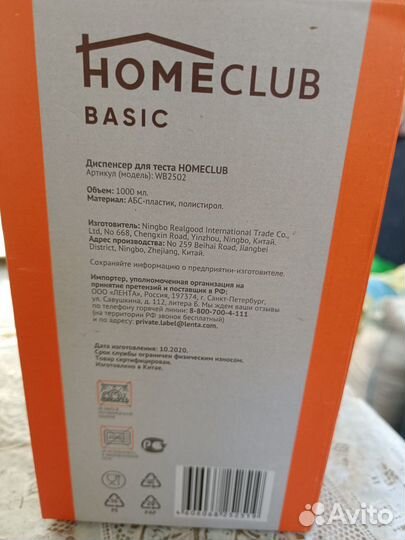 HOMECLUB
BASIC
Диспенсер для теста HOMECLUB
Артикул (модель): WB2502
Объем: 1000 мл.
Материал: АБС-пластик, полистирол.
Изготовитель: Ningbo Realgood International Trade Co.,
Ltd, No 668, Chengxin Road, Yinzhou, Ningbo, Китай.
Адрес производства: No 259 Beihai Road, Jiangbei
District, Ningbo, Zhejiang, Китай.
Сохраняйте информацию о предприятии-изготовителе.
Импортер, уполномоченная организация на
принятие претензий и поставщик в РФ:
ООО «ЛЕНТА», Россия, 197374, г. Санкт-Петербург,
ул. Савушкина, д. 112, литера Б. Мы ждем ваши отзывы
по телефону горячей линии: 8-800-700-4-111
(на территории РФ звонок бесплатный)
и по адресу: private.label@lenta.com.
Дата изготовления: 10.2020.
Срок службы ограничен физическим износом.
Товар сертифицирован.
Изготовлено в Китае.
PAP
Avito